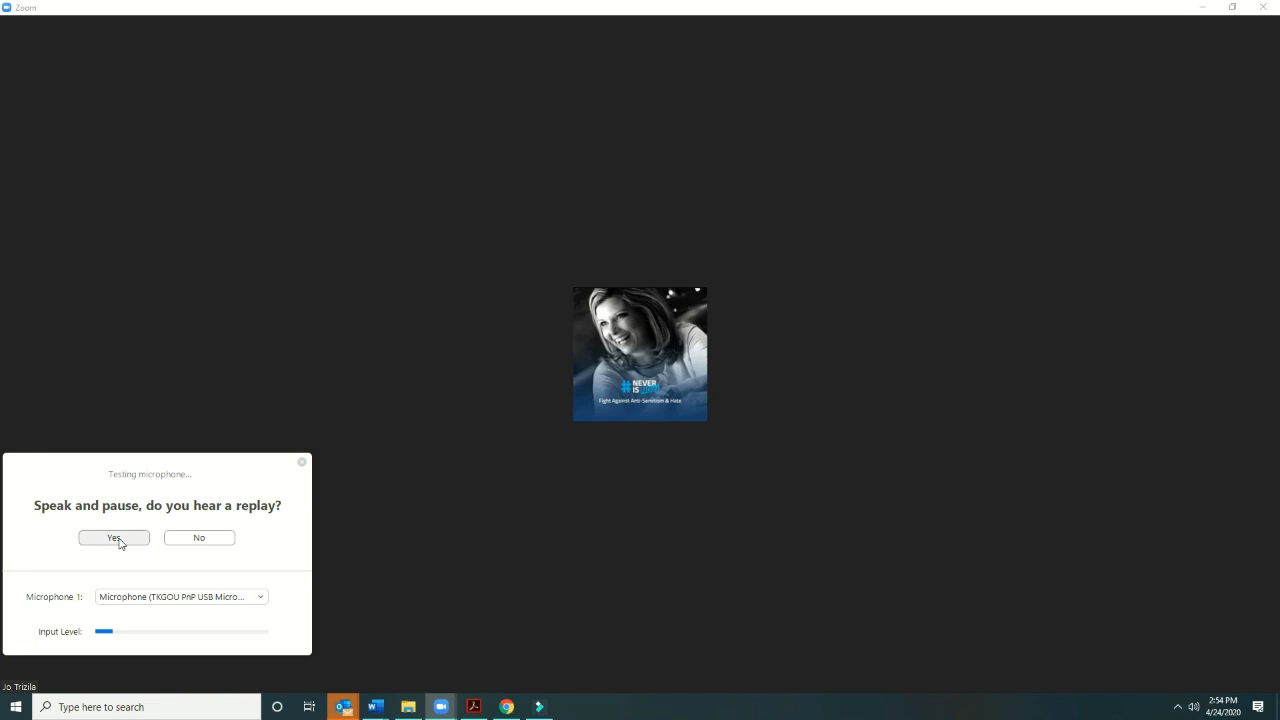 Zoom
#NEVER
IS
Fight Against Anti-Semitism & Hate
Testing microphone...
Speak and pause, do you hear a replay?
Yes
No
Microphone 1:
Microphone (TKGOU PnP USB Micro...
Input Level:
Jo Trizila
Type here to search
2:54 PM
4/24/2020